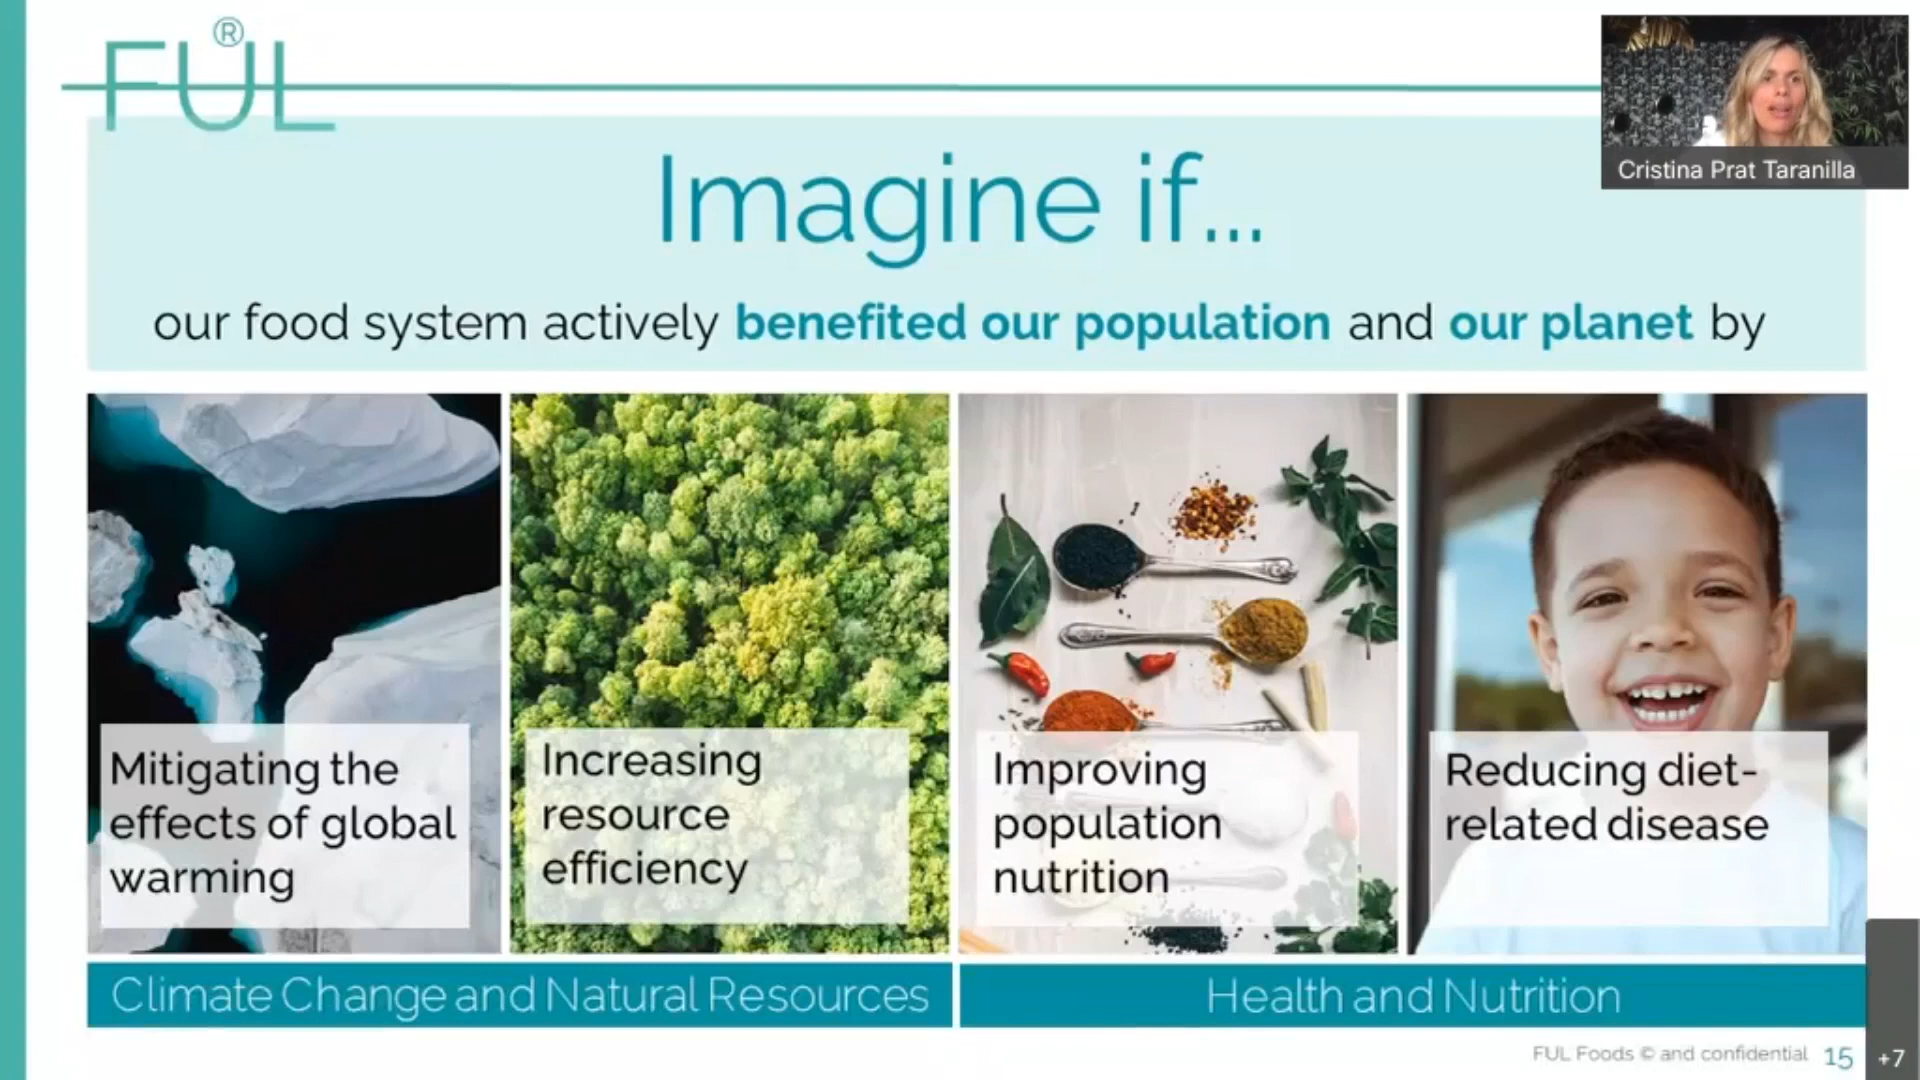 FUL®
Cristina Prat Taranilla
Imagine if...
our food system actively benefited our population and our planet by
Mitigating the
effects of global
warming
Increasing
resource
efficiency
Improving
population
nutrition
Reducing diet-
related disease
Climate Change and Natural Resources
Health and Nutrition
FUL Foods © and confidential 15
+7